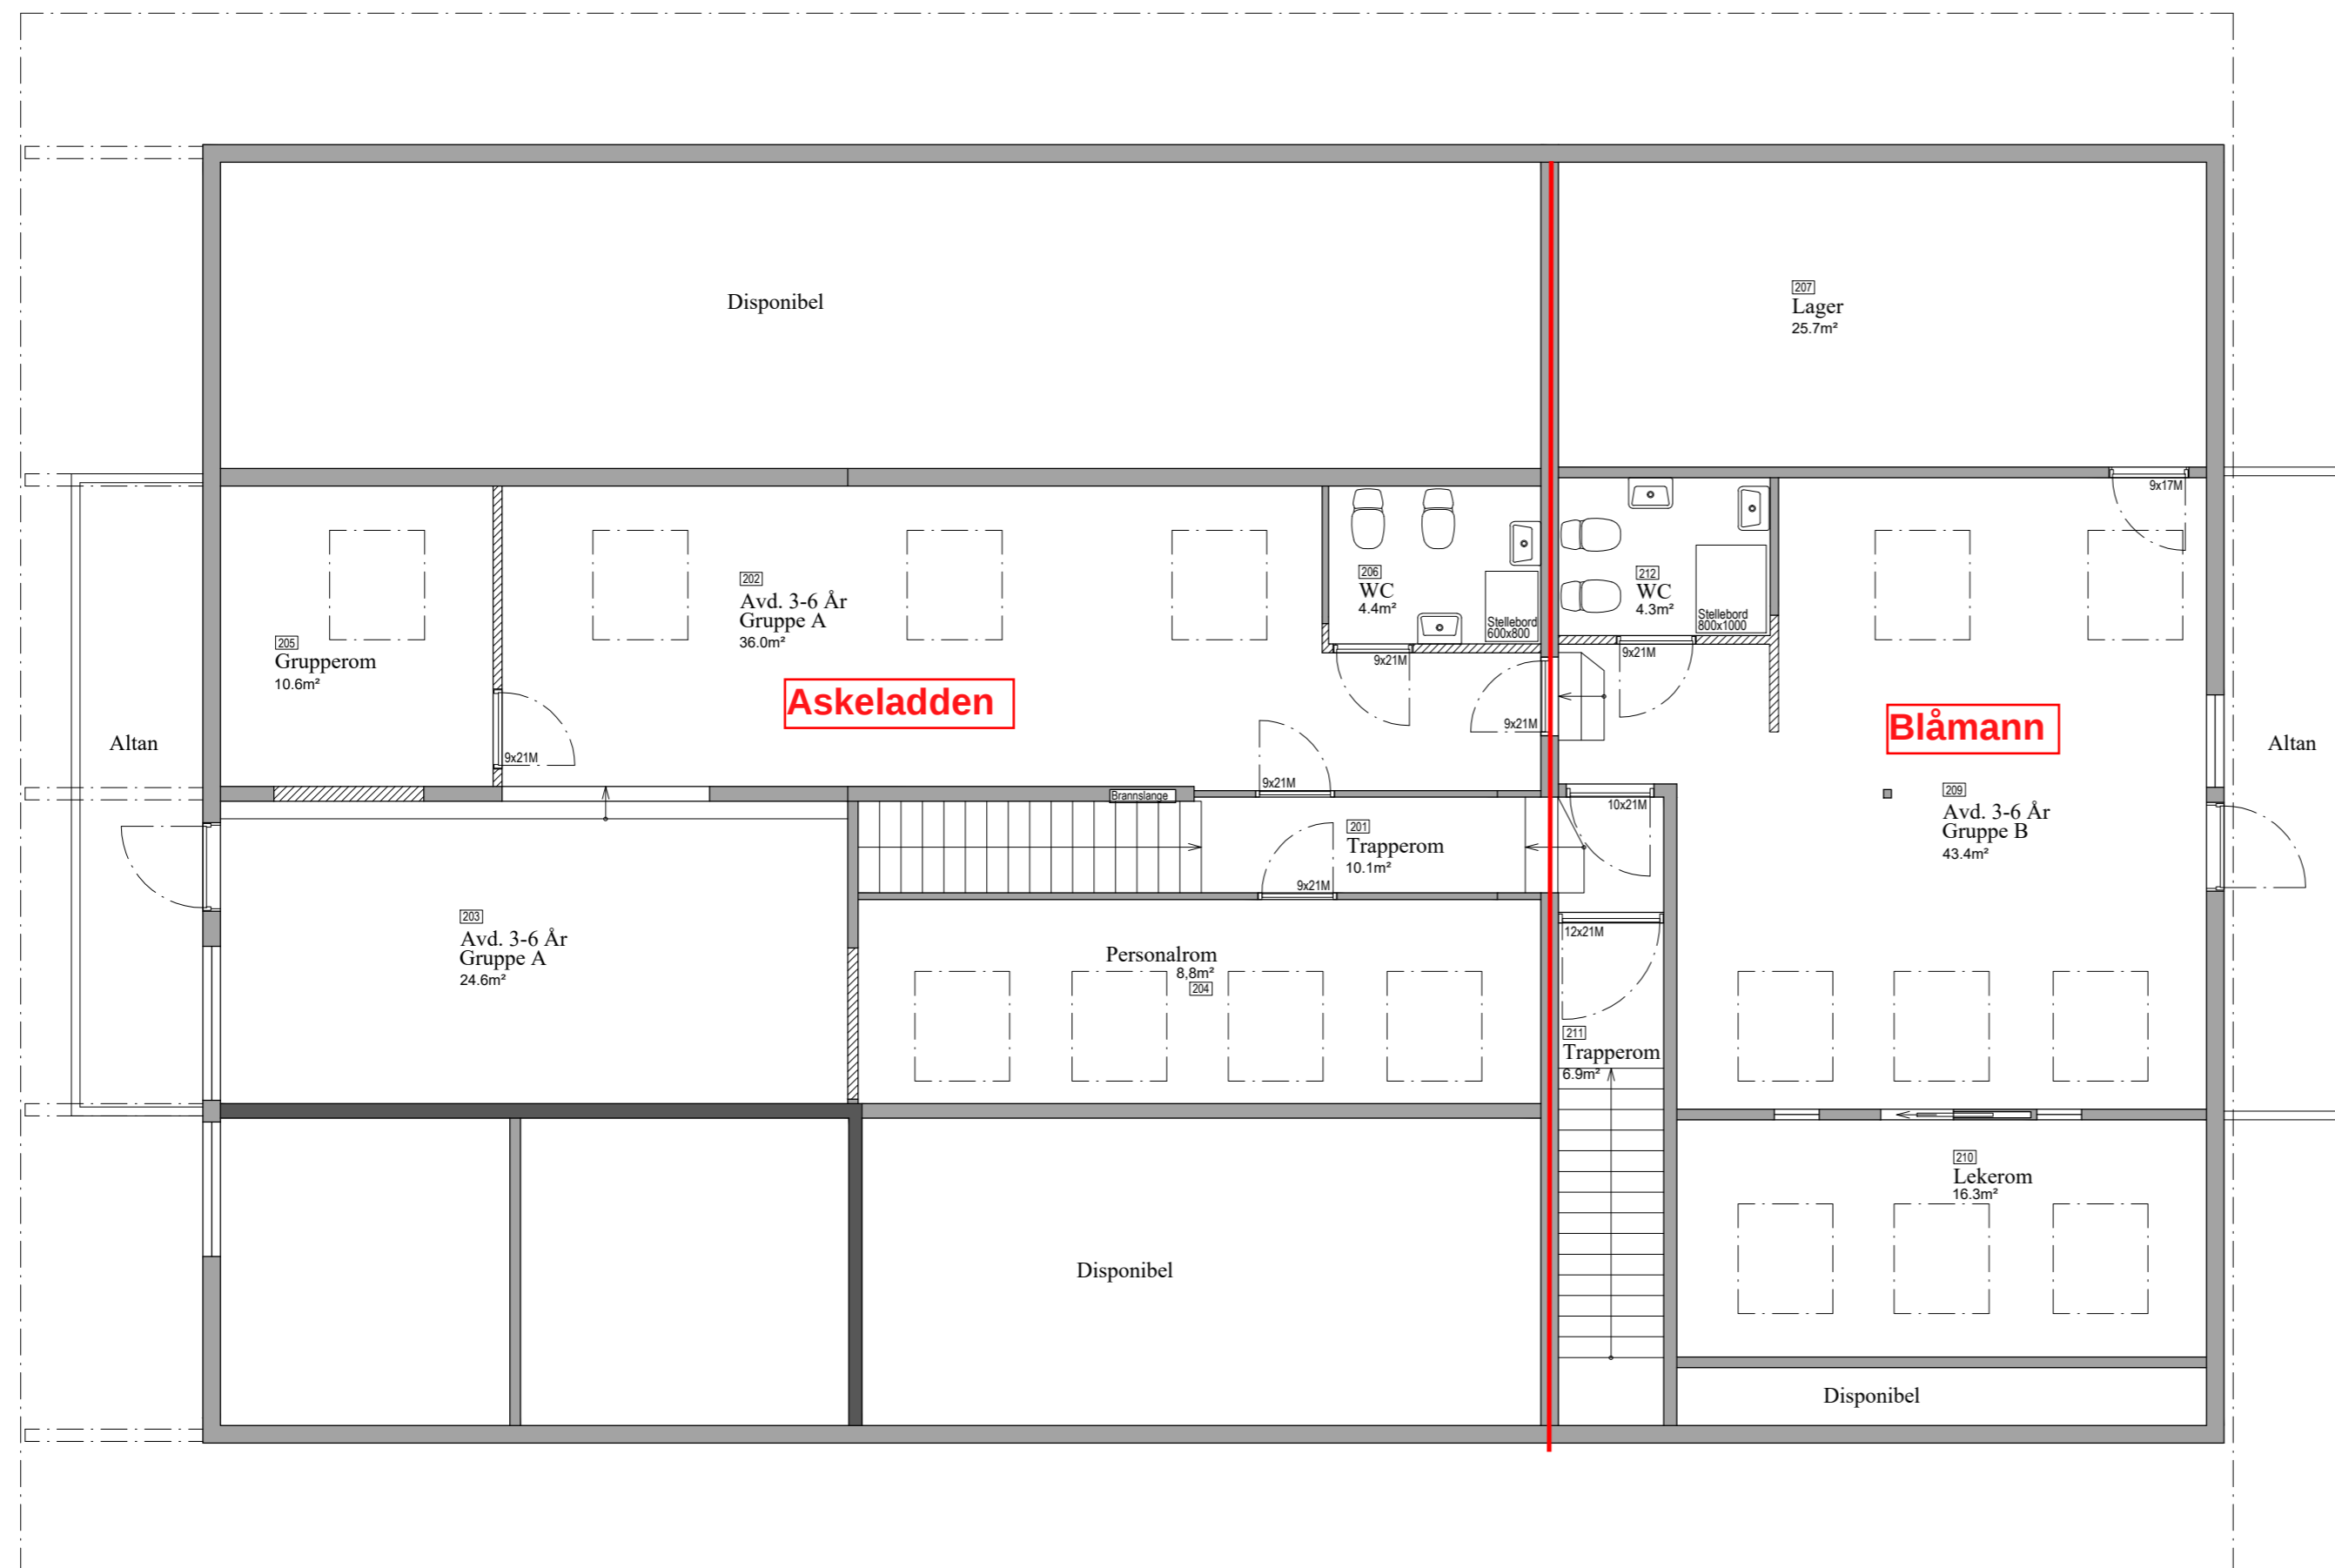 Disponibel
207
Lager
25.7m²
9x17M
202
Avd. 3-6 År
Gruppe A
36.0m²
206
WC
4.4m²
Stellebord
600x800
212
WC
4.3m²
Stellebord
800x1000
205
Grupperom
10.6m²
9x21M
9x21M
Askeladden
9x21M
Blåmann
Altan
Altan
9x21M
9x21M
Brannslange
10x21M
209
Avd. 3-6 År
Gruppe B
43.4m²
201
Trapperom
10.1m²
9x21M
203
Avd. 3-6 År
Gruppe A
24.6m²
12x21M
Personalrom
8,8m²
204
211
Trapperom
6.9m²
210
Lekerom
16.3m²
Disponibel
Disponibel